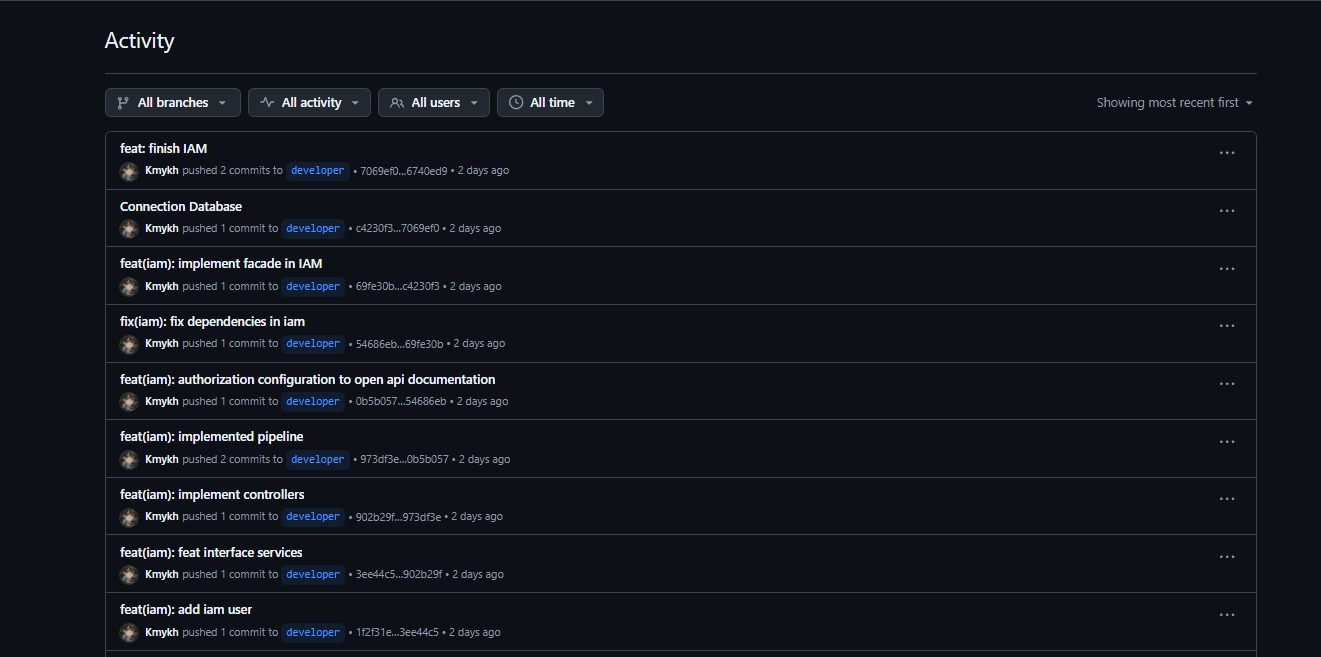 Activity
All branches All activity All users All time Showing most recent first
feat: finish IAM
Kmykh pushed 2 commits to developer • 7069ef0...6740ed9 • 2 days ago
Connection Database
Kmykh pushed 1 commit to developer • c4230f3...7069ef0 • 2 days ago
feat(iam): implement facade in IAM
Kmykh pushed 1 commit to developer • 69fe30b...c4230f3 • 2 days ago
fix(iam): fix dependencies in iam
Kmykh pushed 1 commit to developer • 54686eb...69fe30b • 2 days ago
feat(iam): authorization configuration to open api documentation
Kmykh pushed 1 commit to developer • 0b5b057...54686eb • 2 days ago
feat(iam): implemented pipeline
Kmykh pushed 2 commits to developer • 973df3e...0b5b057 • 2 days ago
feat(iam): implement controllers
Kmykh pushed 1 commit to developer • 902b29f...973df3e • 2 days ago
feat(iam): feat interface services
Kmykh pushed 1 commit to developer • 3ee44c5...902b29f • 2 days ago
feat(iam): add iam user
Kmykh pushed 1 commit to developer • 1f2f31e...3ee44c5 • 2 days ago